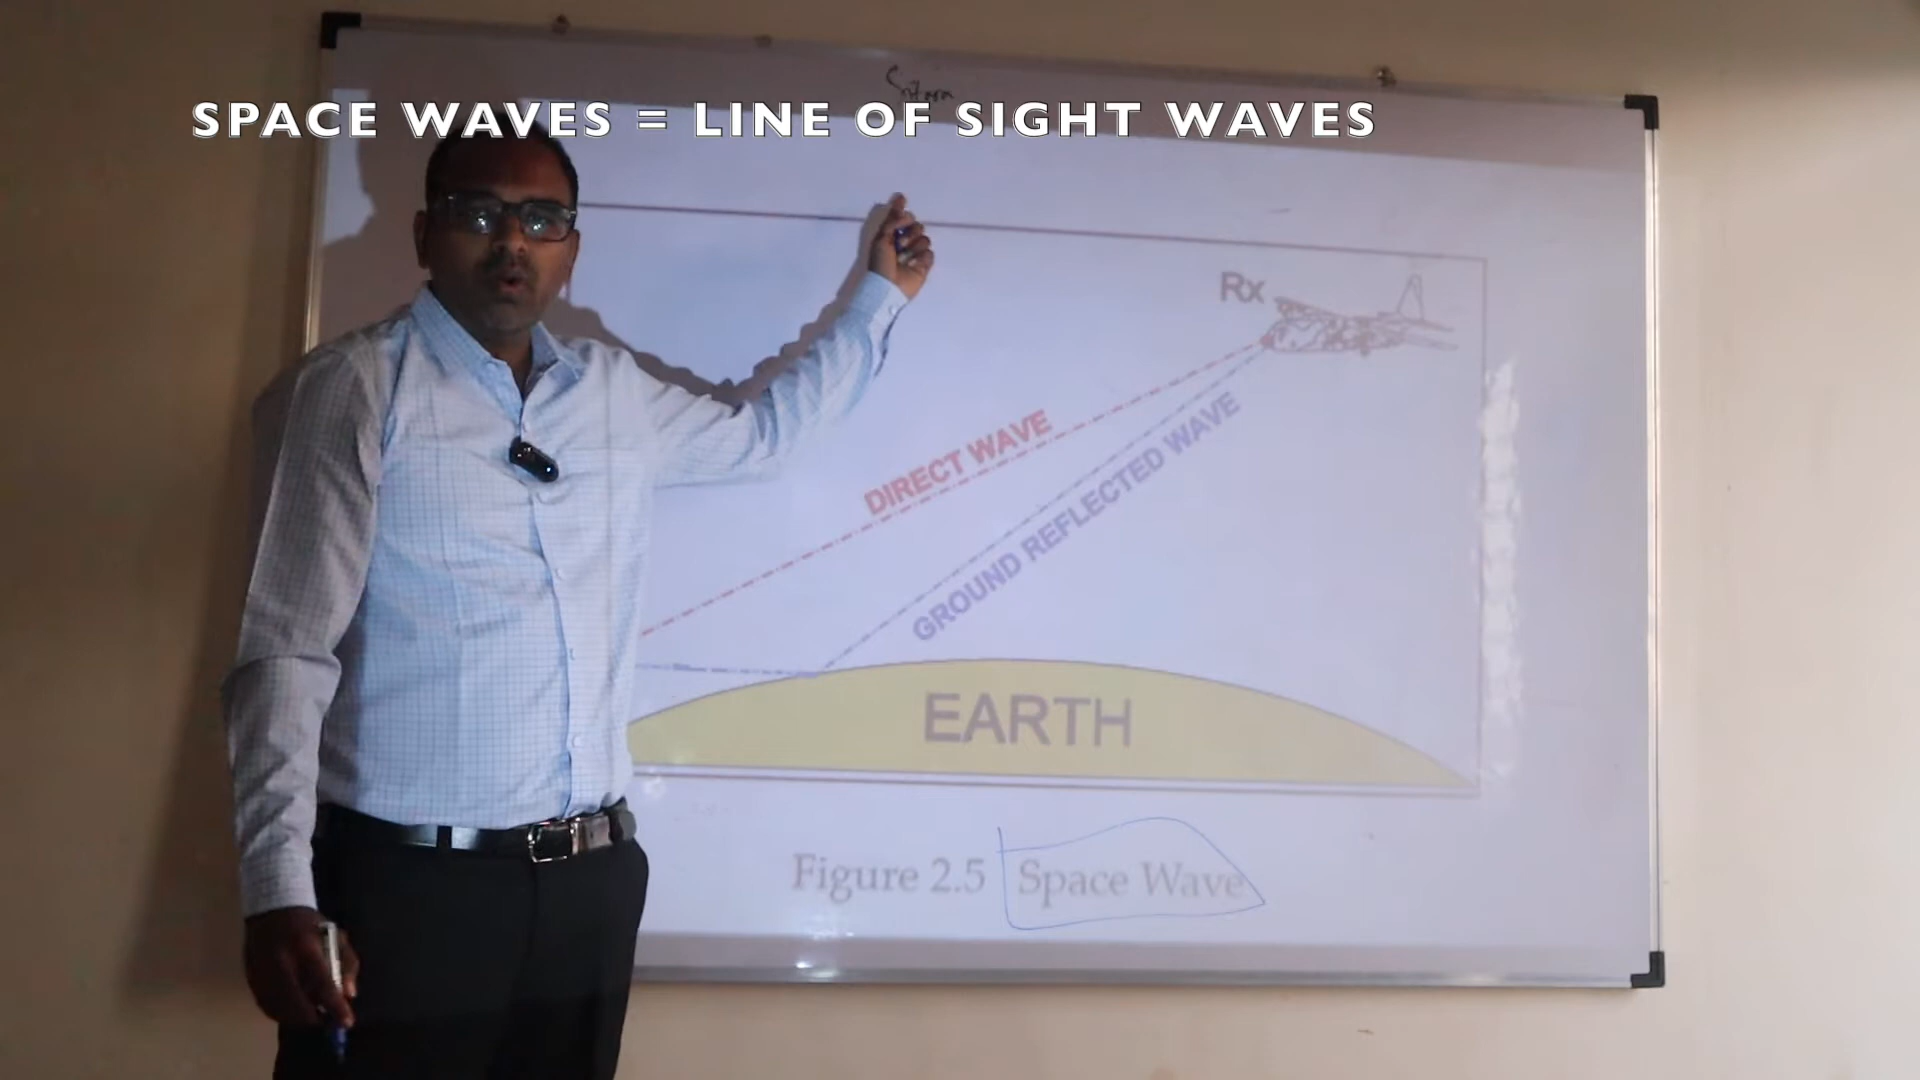 SPACE WAVES = LINE OF SIGHT WAVES
Rx
DIRECT WAVE
GROUND REFLECTED WAVE
EARTH
Figure 2.5 Space Wave